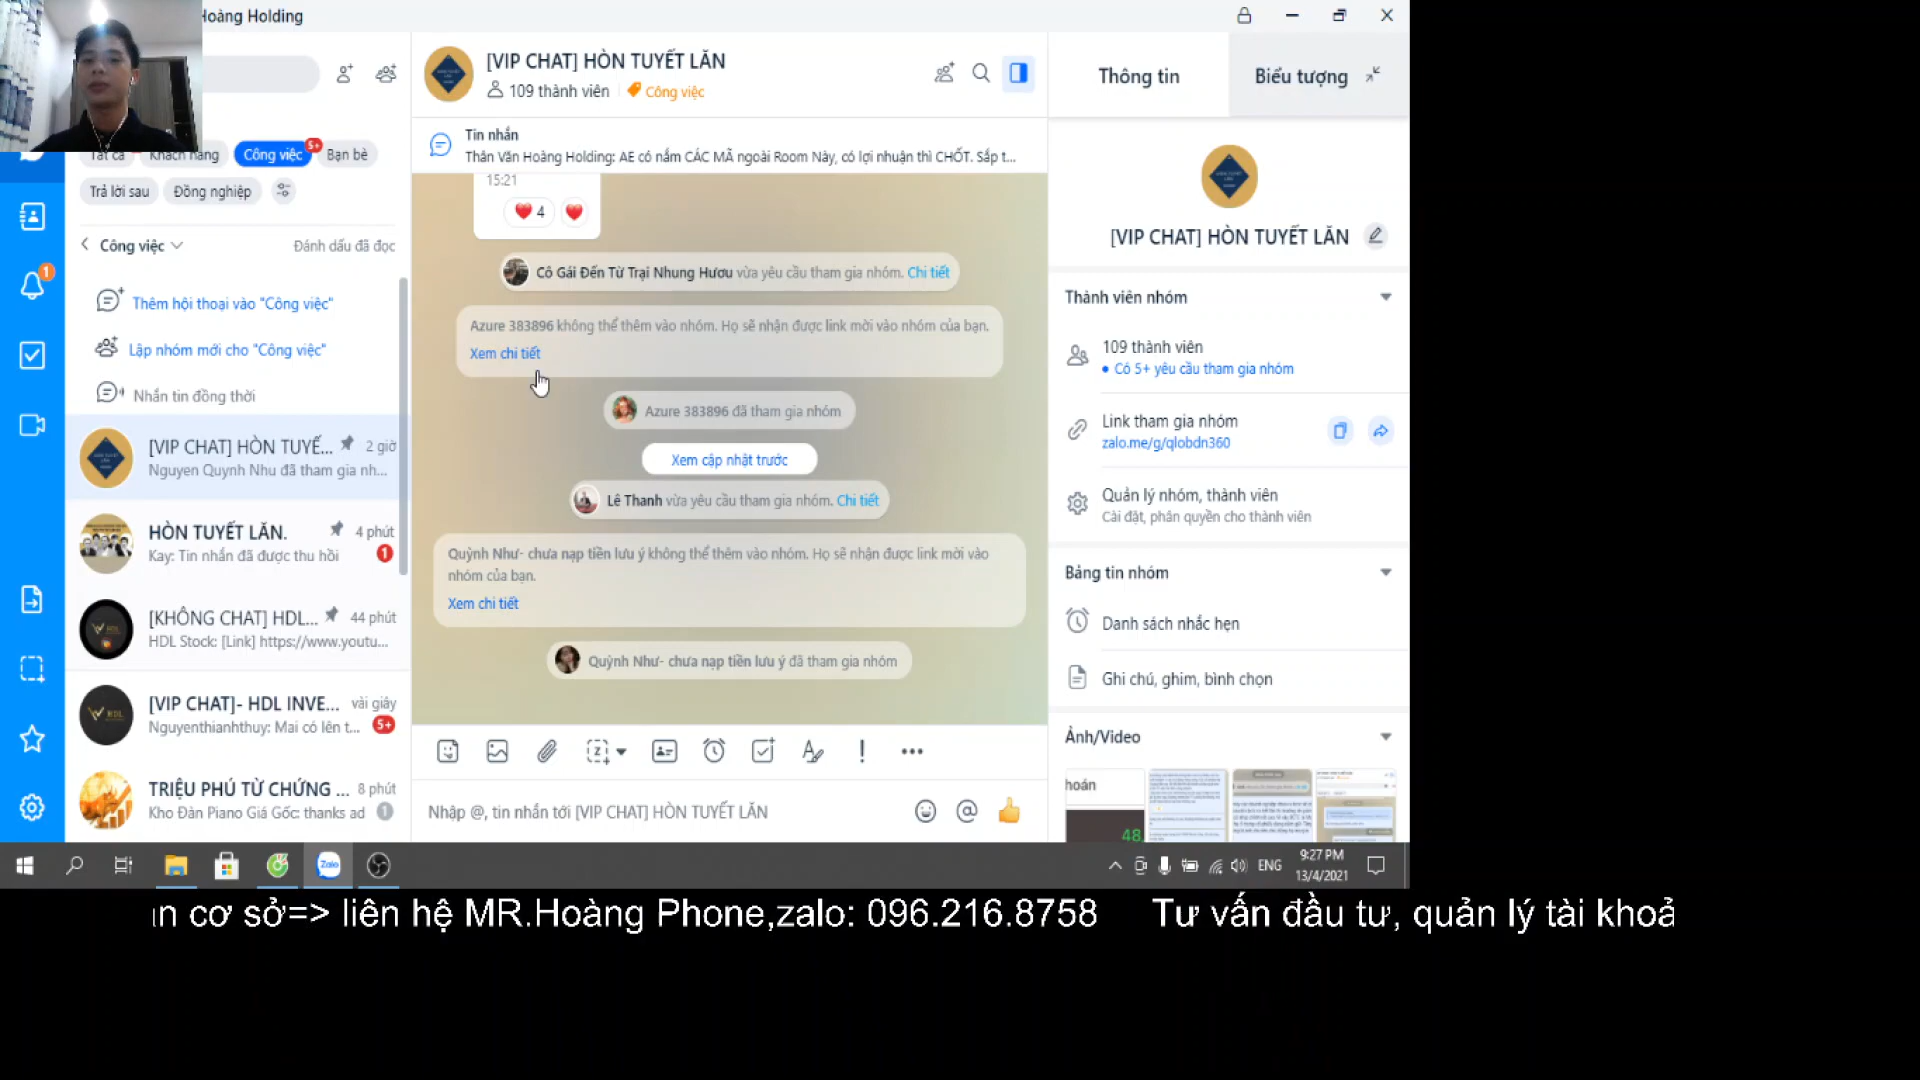 Hoàng Holding
Tất cả
Khách hàng
Công việc
5+
Bạn bè
Trả lời sau
Đồng nghiệp
Công việc
Đánh dấu đã đọc
Thêm hội thoại vào "Công việc"
Lập nhóm mới cho "Công việc"
Nhắn tin đồng thời
[VIP CHAT] HÒN TUYẾ... 2 giờ
Nguyen Quynh Nhu đã tham gia nh...
HÒN TUYẾT LĂN. 4 phút
Kay: Tin nhắn đã được thu hồi 1
[KHÔNG CHAT] HDL... 44 phút
HDL Stock: [Link] https://www.youtu...
[VIP CHAT]- HDL INVE... vài giây
Nguyenthianhthuy: Mai có lên t... 5+
TRIỆU PHÚ TỪ CHỨNG ... 8 phút
Kho Đàn Piano Giá Gốc: thanks ad 1
1
[VIP CHAT] HÒN TUYẾT LĂN
109 thành viên
Công việc
Tin nhắn
Thân Văn Hoàng Holding: AE có nắm CÁC MÃ ngoài Room Này, có lợi nhuận thì CHỐT. Sắp t...
15:21
4
Cô Gái Đến Từ Trại Nhung Hươu vừa yêu cầu tham gia nhóm. Chi tiết
Azure 383896 không thể thêm vào nhóm. Họ sẽ nhận được link mời vào nhóm của bạn.
Xem chi tiết
Azure 383896 đã tham gia nhóm
Xem cập nhật trước
Lê Thanh vừa yêu cầu tham gia nhóm. Chi tiết
Quỳnh Như- chưa nạp tiền lưu ý không thể thêm vào nhóm. Họ sẽ nhận được link mời vào
nhóm của bạn.
Xem chi tiết
Quỳnh Như- chưa nạp tiền lưu ý đã tham gia nhóm
Nhập @, tin nhắn tới [VIP CHAT] HÒN TUYẾT LĂN
Thông tin
Biểu tượng
[VIP CHAT] HÒN TUYẾT LĂN
Thành viên nhóm
109 thành viên
Có 5+ yêu cầu tham gia nhóm
Link tham gia nhóm
zalo.me/g/qlobdn360
Quản lý nhóm, thành viên
Cài đặt, phân quyền cho thành viên
Bảng tin nhóm
Danh sách nhắc hẹn
Ghi chú, ghim, bình chọn
Ảnh/Video
hoán
48,
Zalo
ENG
9:27 PM
13/4/2021
ın cơ sở=> liên hệ MR.Hoàng Phone,zalo: 096.216.8758 Tư vấn đầu tư, quản lý tài khoả